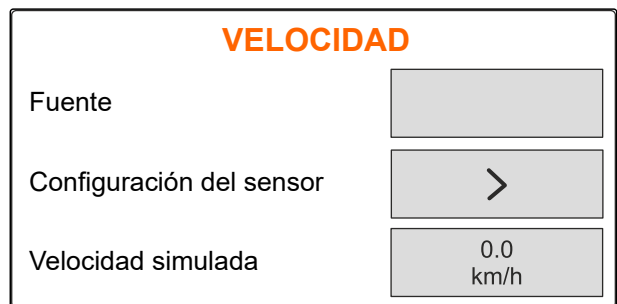 VELOCIDAD
Fuente
Configuración del sensor
>
Velocidad simulada
0.0
km/h